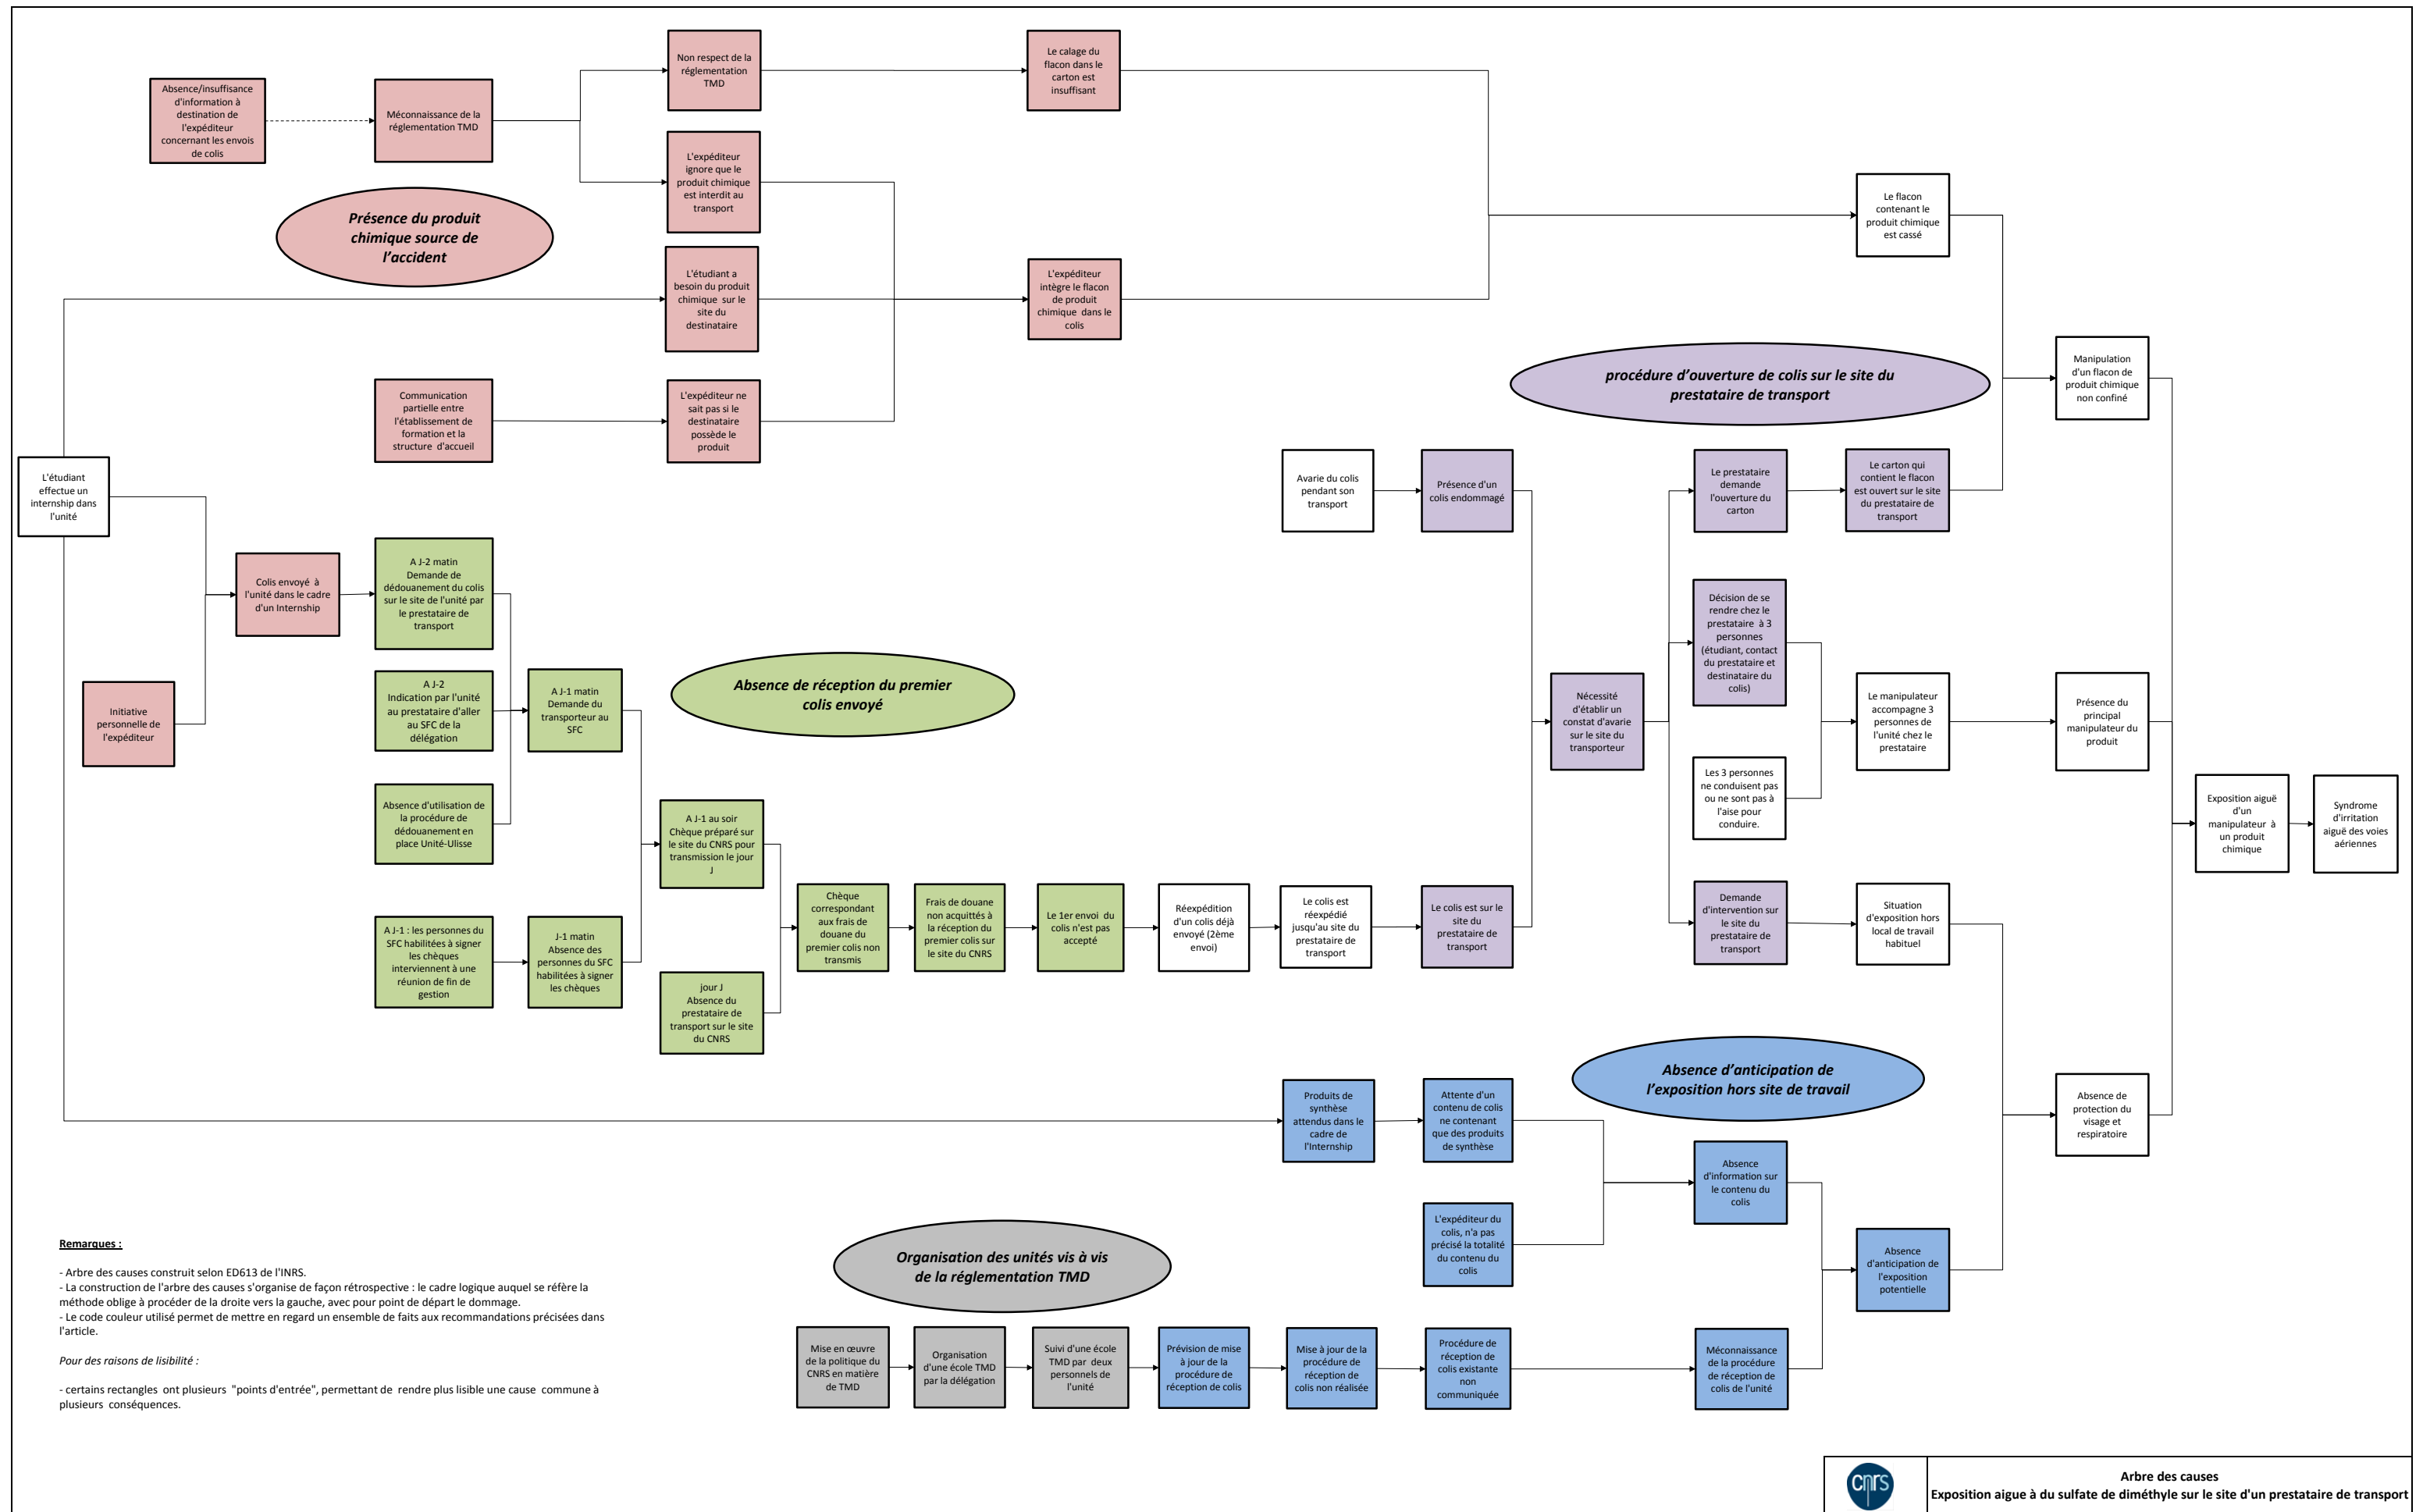 Absence/insuffisance
d'information à
destination de
l'expéditeur
concernant les envois
de colis
Méconnaissance de la
réglementation TMD
Non respect de la
réglementation
TMD
Le calage du
flacon dans le
carton est
insuffisant
L'expéditeur
ignore que le
produit chimique
est interdit au
transport
Présence du produit
chimique source de
l'accident
L'étudiant a
besoin du produit
chimique sur le
site du
destinataire
L'expéditeur
intègre le flacon
de produit
chimique dans le
colis
Le flacon
contenant le
produit chimique
est cassé
Communication
partielle entre
l'établissement de
formation et la
structure d'accueil
L'expéditeur ne
sait pas si le
destinataire
possède le
produit
procédure d'ouverture de colis sur le site du
prestataire de transport
Manipulation
d'un flacon de
produit chimique
non confiné
L'étudiant
effectue un
internship dans
l'unité
Avarie du colis
pendant son
transport
Présence d'un
colis endommagé
Le prestataire
demande
l'ouverture du
carton
Le carton qui
contient le flacon
est ouvert sur le site
du prestataire de
transport
Colis envoyé à
l'unité dans le cadre
d'un Internship
A J-2 matin
Demande de
dédouanement du colis
sur le site de l'unité par
le prestataire de
transport
Décision de se
rendre chez le
prestataire à 3
personnes
(étudiant, contact
du prestataire et
destinataire du
colis)
Initiative
personnelle de
l'expéditeur
A J-2
Indication par l'unité
au prestataire d'aller
au SFC de la
délégation
A J-1 matin
Demande du
transporteur au
SFC
Absence de réception du premier
colis envoyé
Nécessité
d'établir un
constat d'avarie
sur le site du
transporteur
Le manipulateur
accompagne 3
personnes de
l'unité chez le
prestataire
Présence du
principal
manipulateur du
produit
Absence d'utilisation de
la procédure de
dédouanement en
place Unité-Ulisse
A J-1 au soir
Chèque préparé sur
le site du CNRS pour
transmission le jour
J
Les 3 personnes
ne conduisent pas
ou ne sont pas à
l'aise pour
conduire.
Exposition aiguë
d'un
manipulateur à
un produit
chimique
Syndrome
d'irritation
aiguë des voies
aériennes
A J-1 : les personnes du
SFC habilitées à signer
les chèques
interviennent à une
réunion de fin de
gestion
J-1 matin
Absence des
personnes du SFC
habilitées à signer
les chèques
Chèque
correspondant
aux frais de
douane du
premier colis non
transmis
Frais de douane
non acquittés à
la réception du
premier colis sur
le site du CNRS
Le 1er envoi du
colis n'est pas
accepté
Réexpédition
d'un colis déjà
envoyé (2ème
envoi)
Le colis est
réexpédié
jusqu'au site du
prestataire de
transport
Le colis est sur le
site du
prestataire de
transport
Demande
d'intervention sur
le site du
prestataire de
transport
Situation
d'exposition hors
local de travail
habituel
jour J
Absence du
prestataire de
transport sur le site
du CNRS
Absence d'anticipation de
l'exposition hors site de travail
Produits de
synthèse
attendus dans le
cadre de
l'Internship
Attente d'un
contenu de colis
ne contenant
que des produits
de synthèse
Absence de
protection du
visage et
respiratoire
Absence
d'information sur
le contenu du
colis
L'expéditeur du
colis, n'a pas
précisé la totalité
du contenu du
colis
Absence
d'anticipation de
l'exposition
potentielle
Organisation des unités vis à vis
de la réglementation TMD
Mise en œuvre
de la politique du
CNRS en matière
de TMD
Organisation
d'une école TMD
par la délégation
Suivi d'une école
TMD par deux
personnels de
l'unité
Prévision de mise
à jour de la
procédure de
réception de colis
Mise à jour de la
procédure de
réception de
colis non réalisée
Procédure de
réception de
colis existante
non
communiquée
Méconnaissance
de la procédure
de réception de
colis de l'unité
Remarques :
- Arbre des causes construit selon ED613 de l'INRS.
- La construction de l'arbre des causes s'organise de façon rétrospective : le cadre logique auquel se réfère la
méthode oblige à procéder de la droite vers la gauche, avec pour point de départ le dommage.
- Le code couleur utilisé permet de mettre en regard un ensemble de faits aux recommandations précisées dans
l'article.
Pour des raisons de lisibilité :
- certains rectangles ont plusieurs "points d'entrée", permettant de rendre plus lisible une cause commune à
plusieurs conséquences.
cnrs
Arbre des causes
Exposition aigue à du sulfate de diméthyle sur le site d'un prestataire de transport